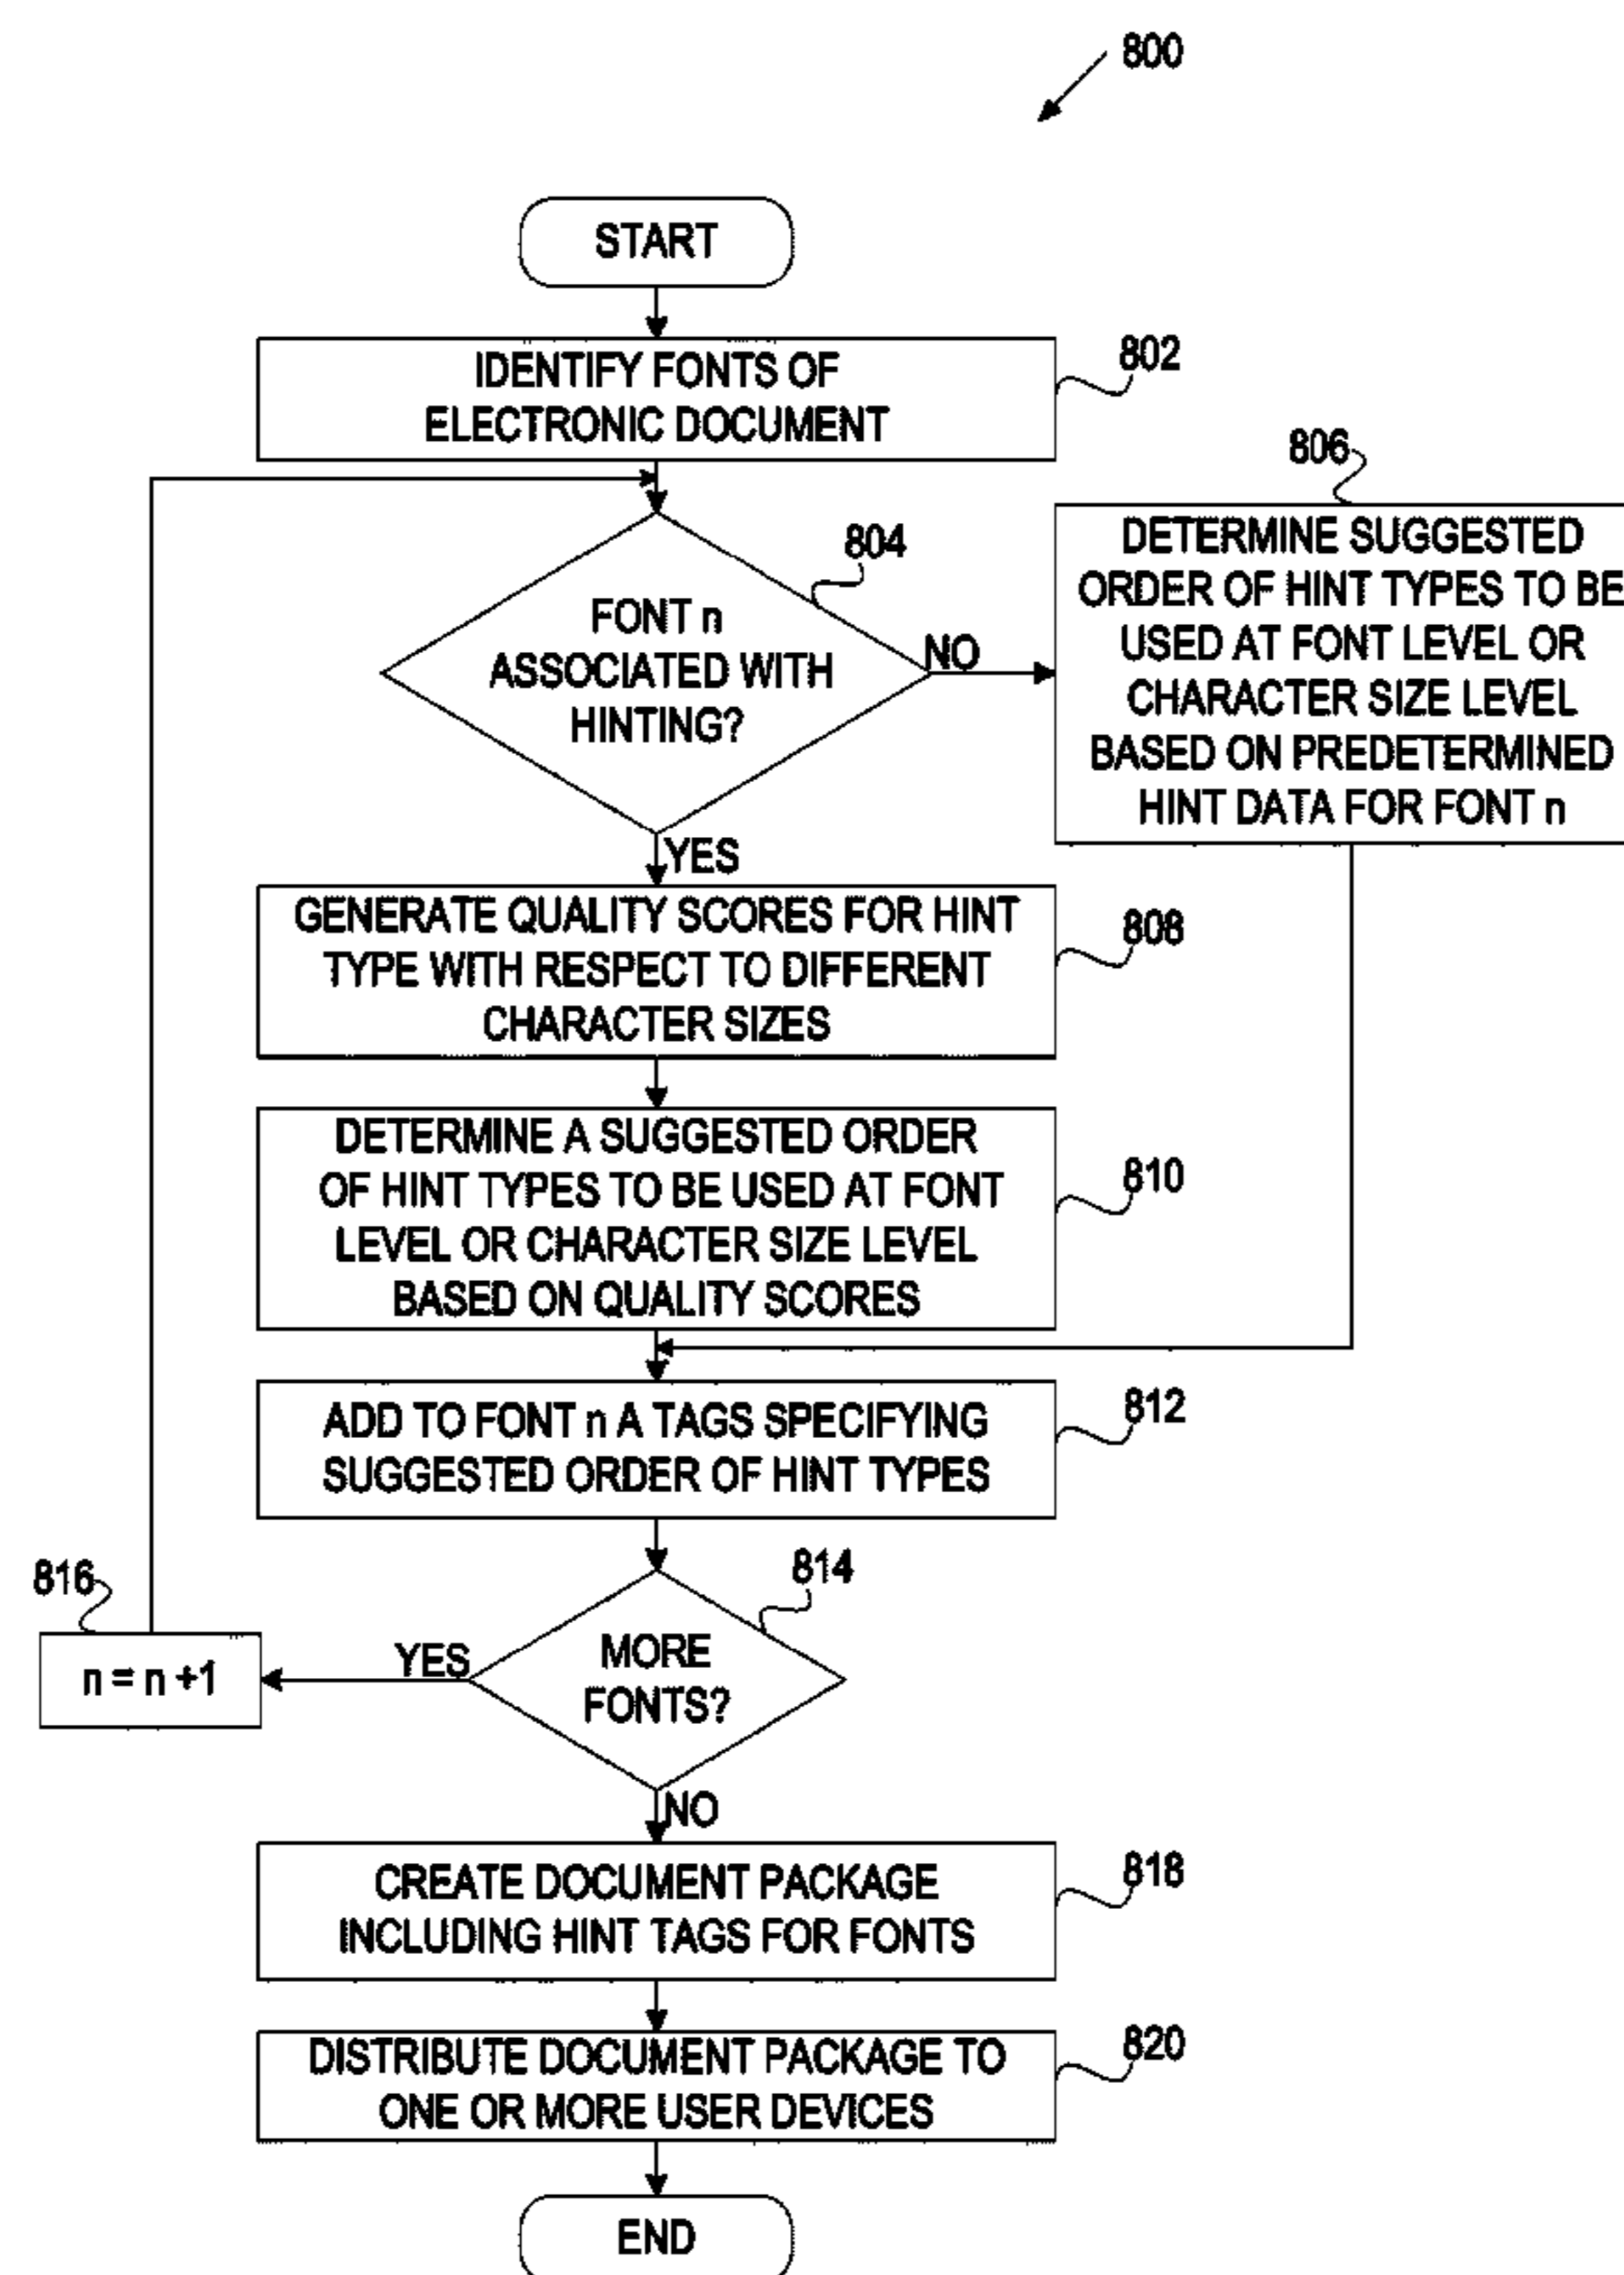 800
START
IDENTIFY FONTS OF
ELECTRONIC DOCUMENT
802
804
FONT n
ASSOCIATED WITH
HINTING?
NO
YES
806
DETERMINE SUGGESTED
ORDER OF HINT TYPES TO BE
USED AT FONT LEVEL OR
CHARACTER SIZE LEVEL
BASED ON PREDETERMINED
HINT DATA FOR FONT n
GENERATE QUALITY SCORES FOR HINT
TYPE WITH RESPECT TO DIFFERENT
CHARACTER SIZES
808
DETERMINE A SUGGESTED ORDER
OF HINT TYPES TO BE USED AT FONT
LEVEL OR CHARACTER SIZE LEVEL
BASED ON QUALITY SCORES
810
ADD TO FONT n A TAGS SPECIFYING
SUGGESTED ORDER OF HINT TYPES
812
814
MORE
FONTS?
YES
816
n = n +1
NO
CREATE DOCUMENT PACKAGE
INCLUDING HINT TAGS FOR FONTS
818
DISTRIBUTE DOCUMENT PACKAGE TO
ONE OR MORE USER DEVICES
820
END